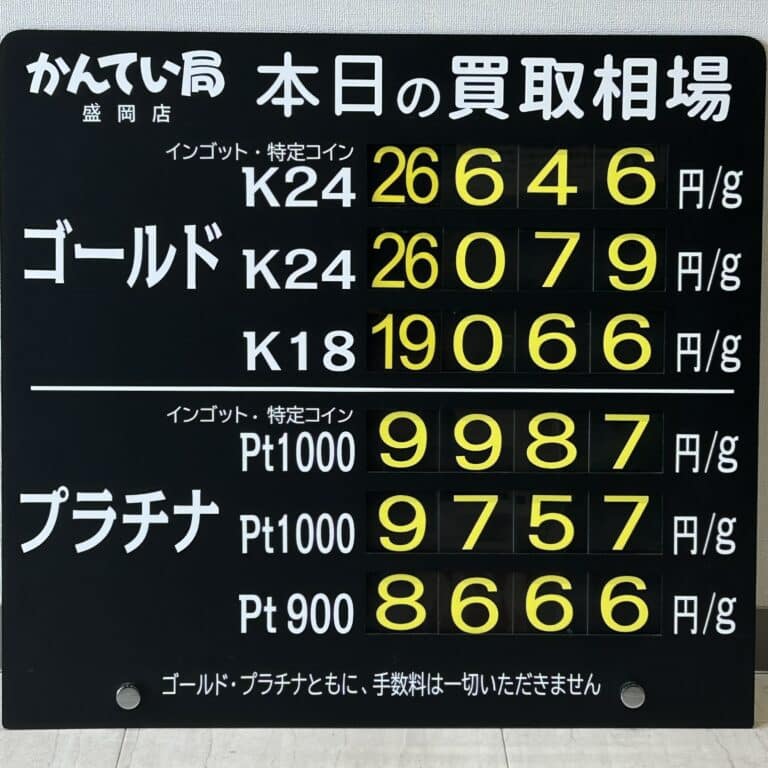 かんてい局
盛岡店
本日の買取相場
ゴールド
インゴット・特定コイン
K24 26646 円/g
K24 26079 円/g
K18 19066 円/g
プラチナ
インゴット・特定コイン
Pt1000 9987 円/g
Pt1000 9757 円/g
Pt900 8666 円/g
ゴールド・プラチナともに、手数料は一切いただきません